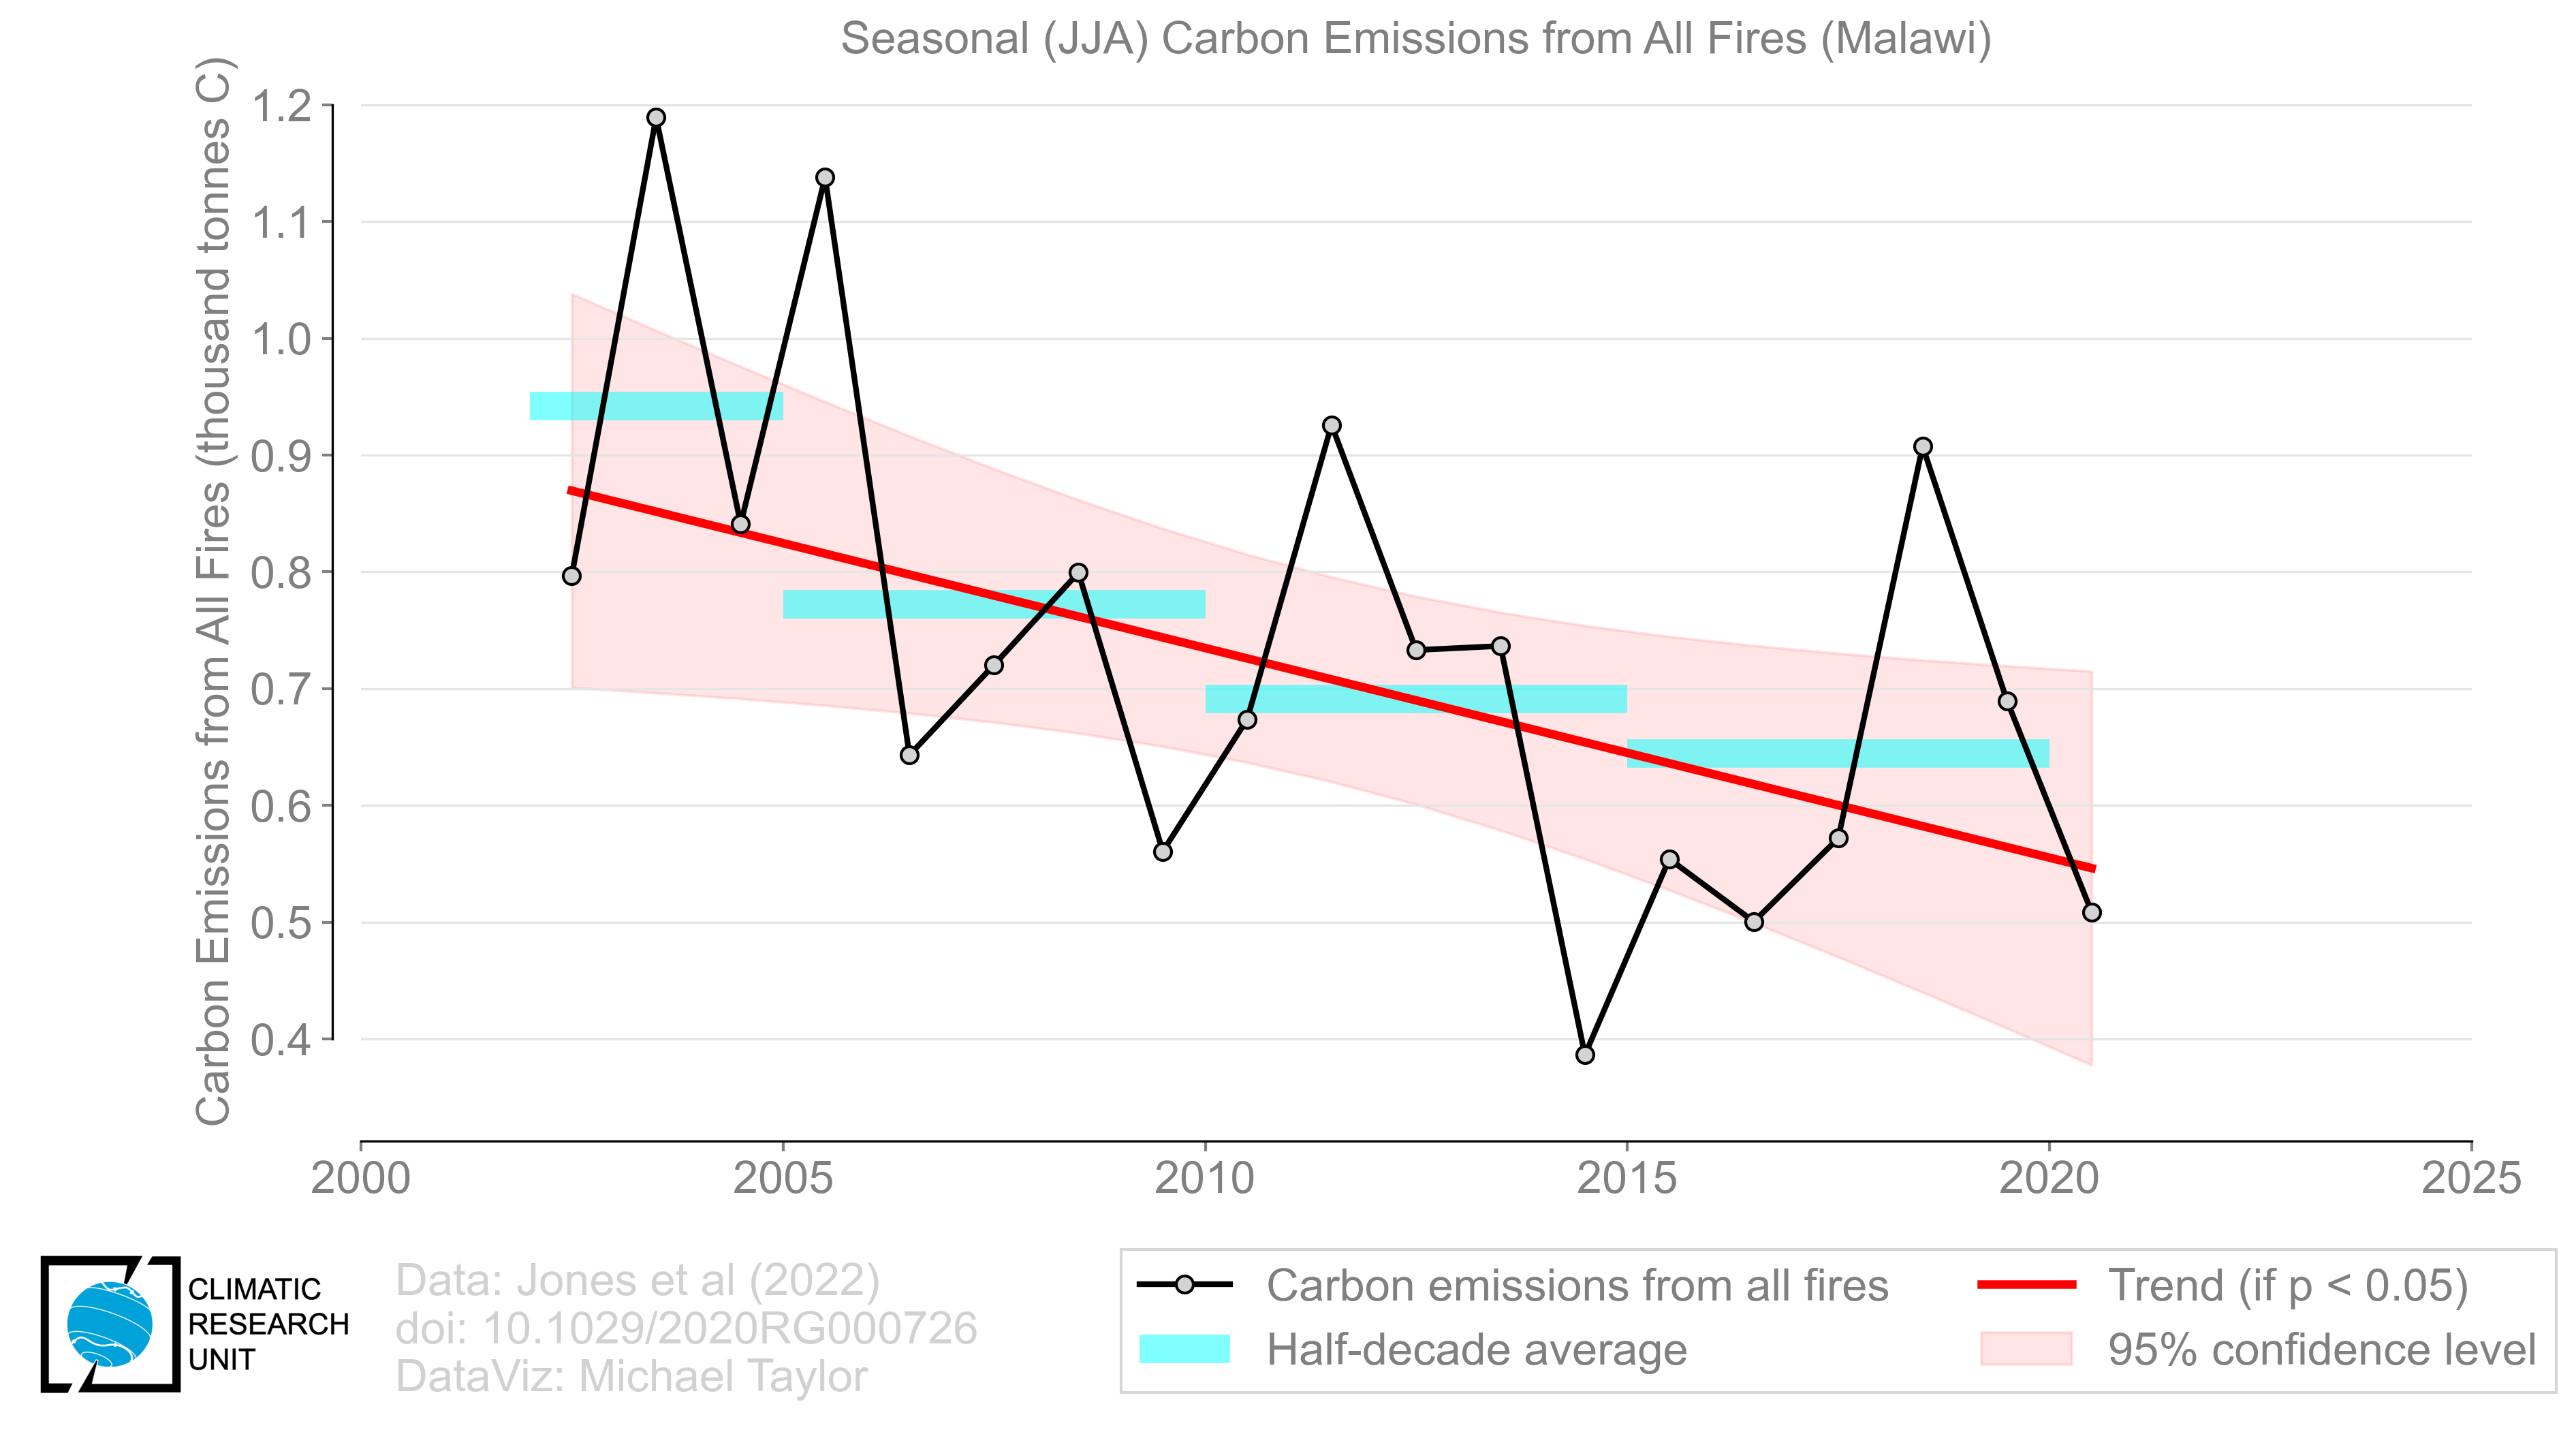 Seasonal (JJA) Carbon Emissions from All Fires (Malawi)
Carbon Emissions from All Fires (thousand tonnes C)
1.2
1.1
1.0
0.9
0.8
0.7
0.6
0.5
0.4
2000 2005 2010 2015 2020 2025
CLIMATIC
RESEARCH
UNIT
Data: Jones et al (2022)
doi: 10.1029/2020RG000726
DataViz: Michael Taylor
Carbon emissions from all fires
Half-decade average
Trend (if p < 0.05)
95% confidence level